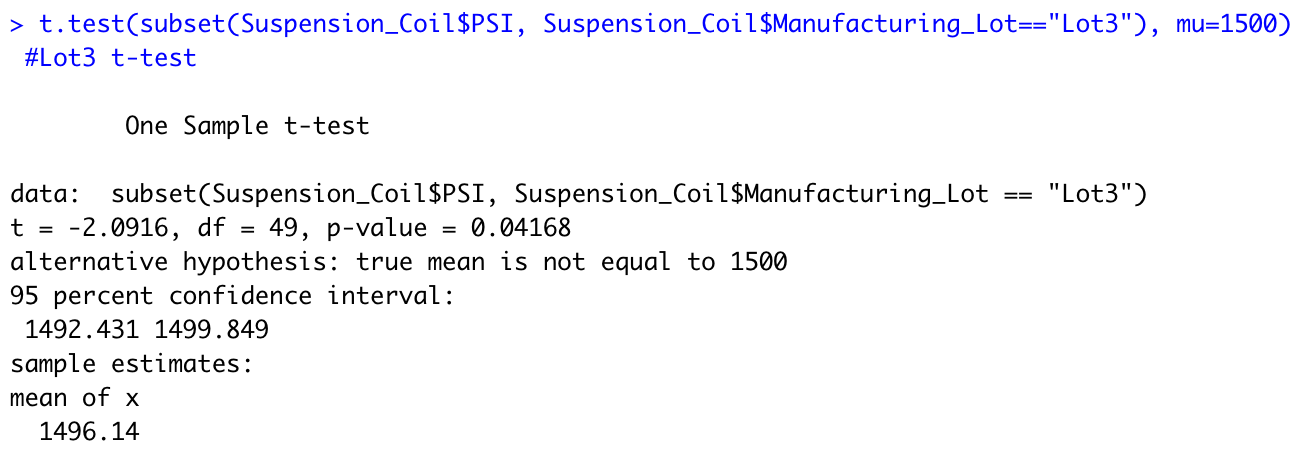 > t.test(subset(Suspension_Coil$PSI, Suspension_Coil$Manufacturing_Lot=="Lot3"), mu=1500)
#Lot3 t-test
One Sample t-test
data:  subset(Suspension_Coil$PSI, Suspension_Coil$Manufacturing_Lot == "Lot3")
t = -2.0916, df = 49, p-value = 0.04168
alternative hypothesis: true mean is not equal to 1500
95 percent confidence interval:
1492.431 1499.849
sample estimates:
mean of x
1496.14